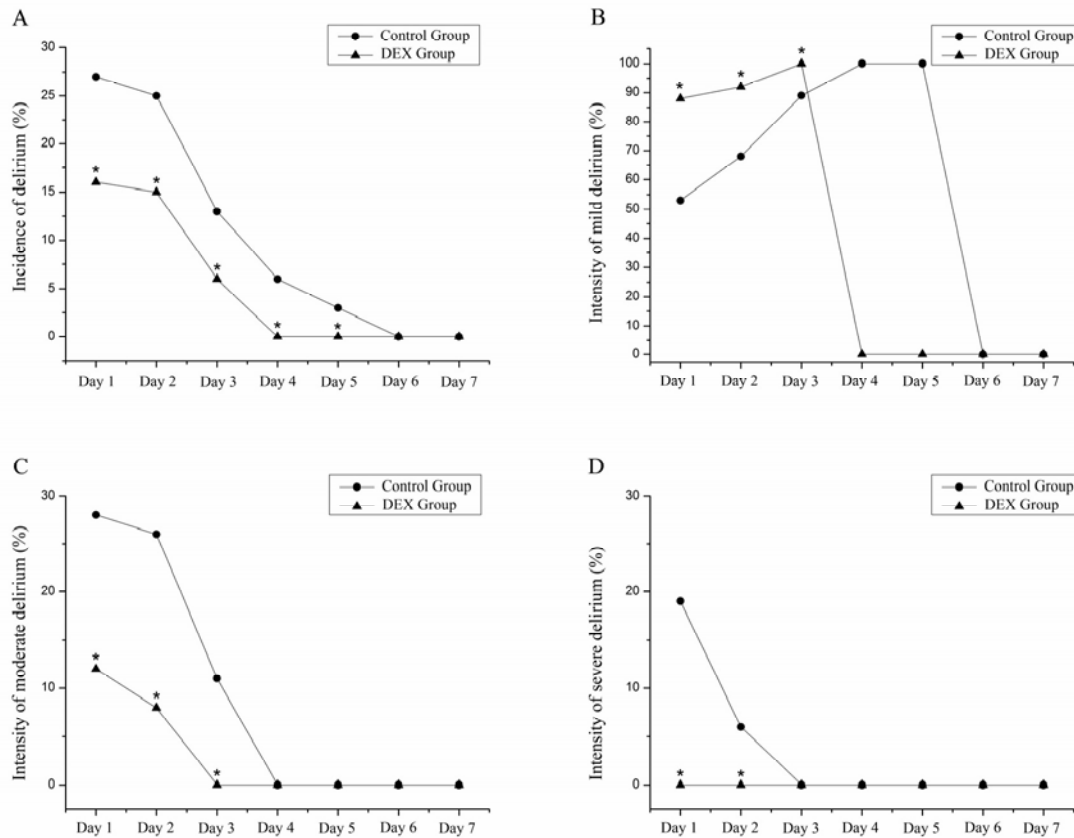 A
Control Group
DEX Group
Incidence of delirium (%)
30
25
20
15
10
5
0
*
*
*
*
*
Day 1 Day 2 Day 3 Day 4 Day 5 Day 6 Day 7
B
Control Group
DEX Group
Intensity of mild delirium (%)
100
90
80
70
60
50
40
30
20
100
0
*
*
*
Day 1 Day 2 Day 3 Day 4 Day 5 Day 6 Day 7
C
Control Group
DEX Group
Intensity of moderate delirium (%)
30
20
10
0
*
*
*
Day 1 Day 2 Day 3 Day 4 Day 5 Day 6 Day 7
D
Control Group
DEX Group
Intensity of severe delirium (%)
30
20
10
0
*
*
Day 1 Day 2 Day 3 Day 4 Day 5 Day 6 Day 7